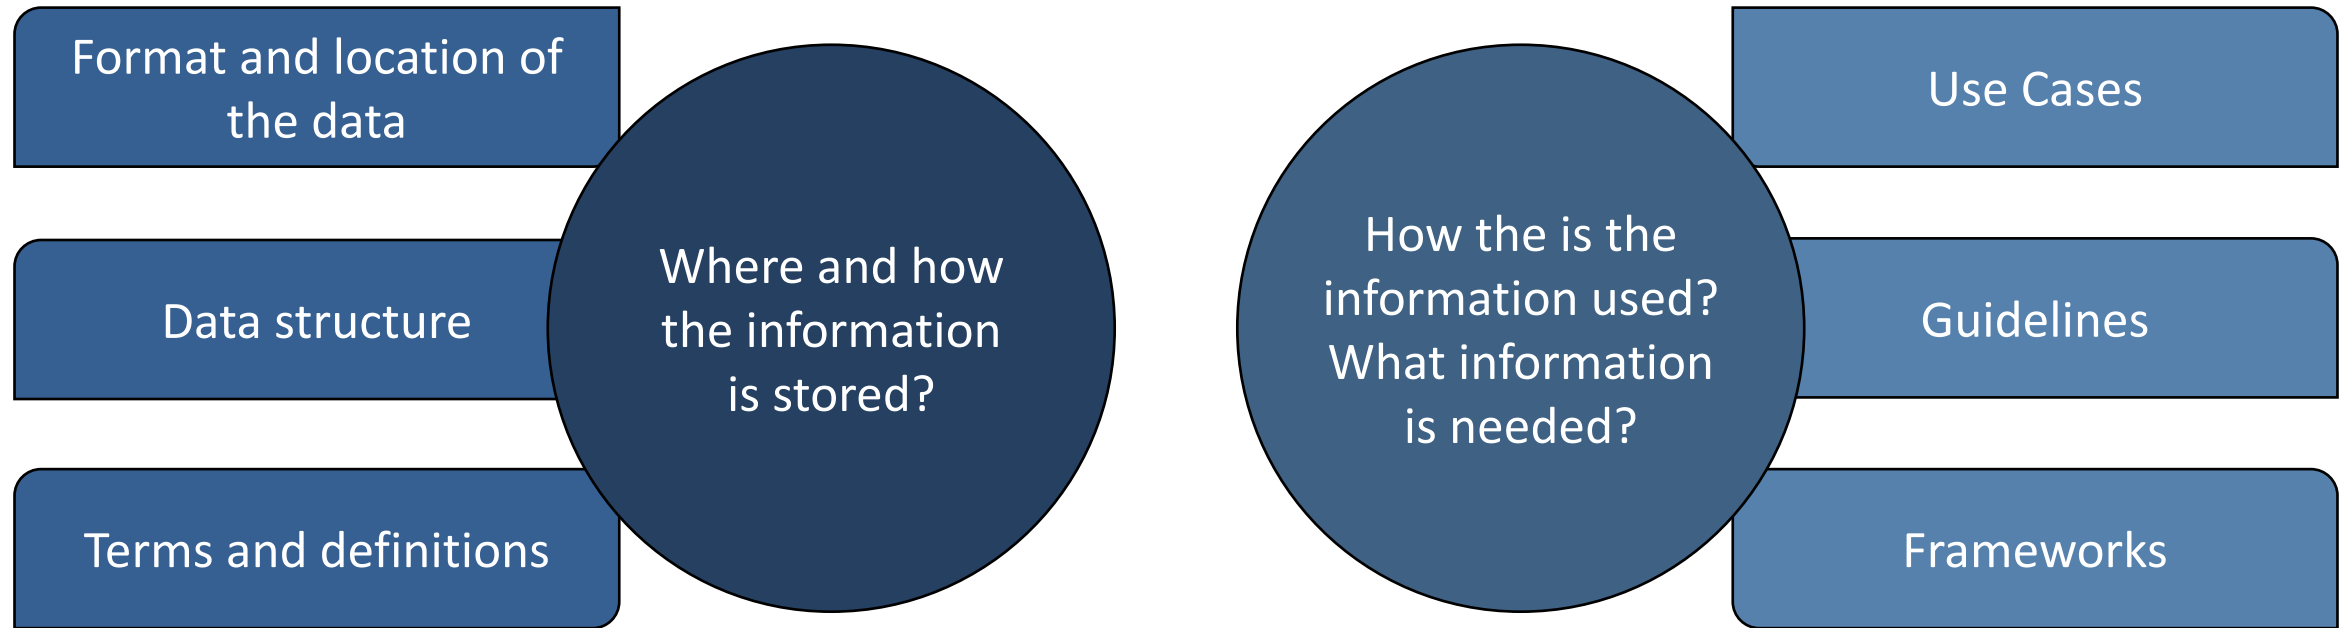 Format and location of
the data
Data structure
Terms and definitions
Where and how
the information
is stored?
How the is the
information used?
What information
is needed?
Use Cases
Guidelines
Frameworks